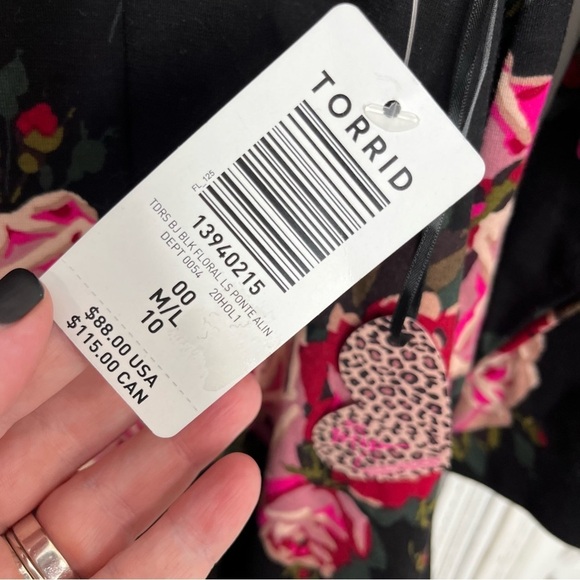 TORRID
FL_125
13940215
TDRS BJ BLK FLORAL LS PONTE ALIN
DEPT 0054 20HOL1
00
M/L
10
$88.00 USA
$115.00 CAN